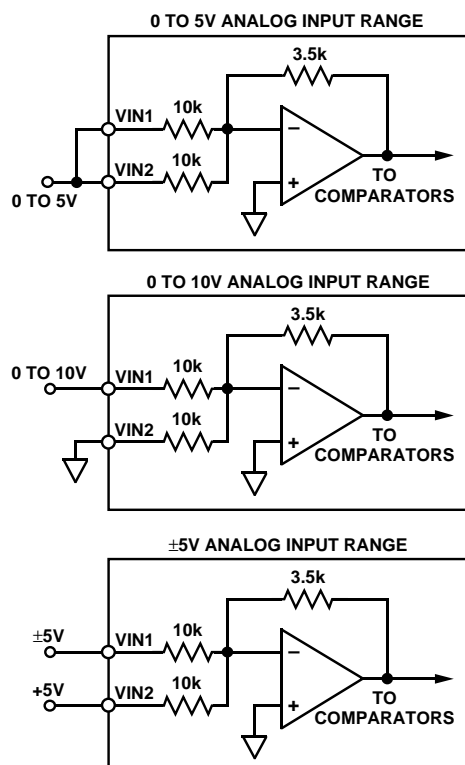 0 TO 5V ANALOG INPUT RANGE
3.5k
VIN1
10k
10k
VIN2
–
+
0 TO 5V
TO
COMPARATORS
0 TO 10V ANALOG INPUT RANGE
3.5k
0 TO 10V
VIN1
10k
10k
VIN2
–
+
TO
COMPARATORS
±5V ANALOG INPUT RANGE
3.5k
±5V
VIN1
10k
10k
+5V
VIN2
–
+
TO
COMPARATORS